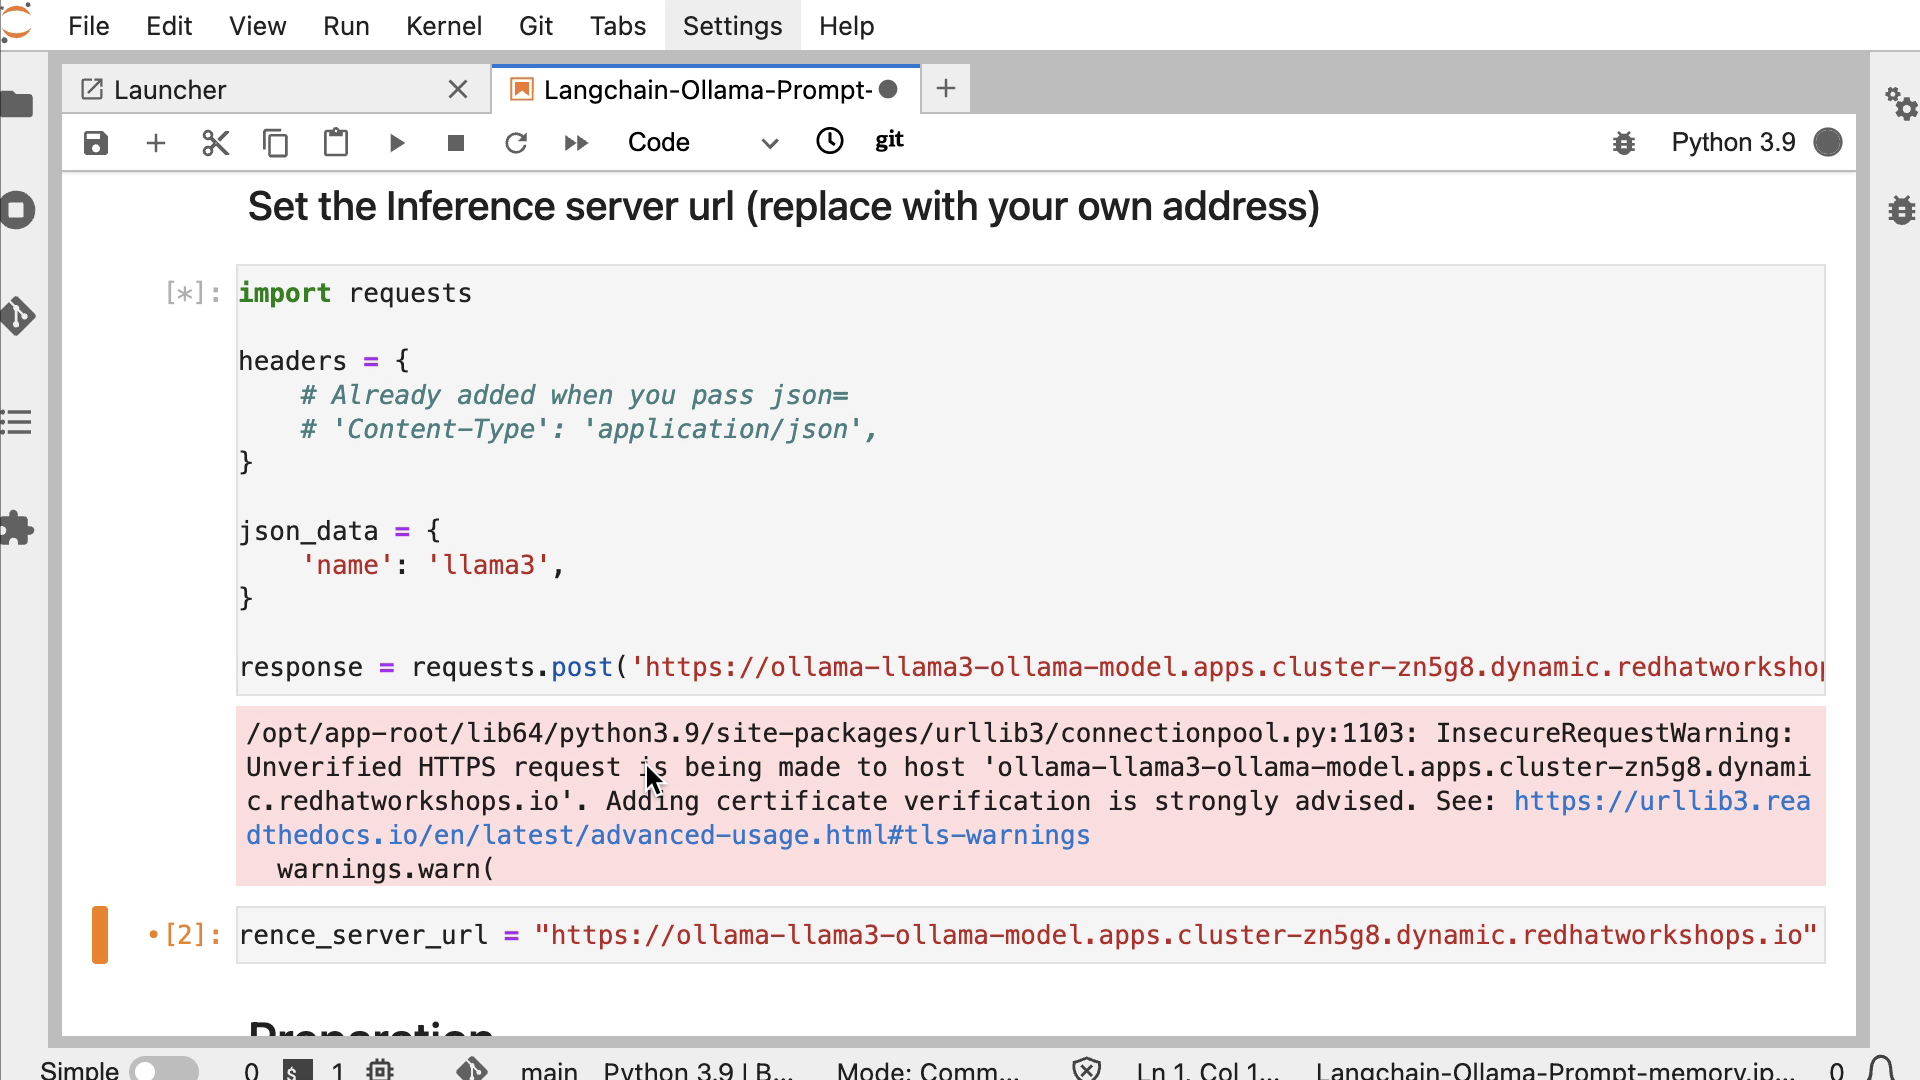 File Edit View Run Kernel Git Tabs Settings Help
Launcher Langchain-Ollama-Prompt-
Code git Python 3.9
Set the Inference server url (replace with your own address)
[*]: import requests
headers = {
# Already added when you pass json=
# 'Content-Type': 'application/json',
}
json_data = {
'name': 'llama3',
}
response = requests.post('https://ollama-llama3-ollama-model.apps.cluster-zn5g8.dynamic.redhatworkshop
/opt/app-root/lib64/python3.9/site-packages/urllib3/connectionpool.py:1103: InsecureRequestWarning:
Unverified HTTPS request is being made to host 'ollama-llama3-ollama-model.apps.cluster-zn5g8.dynami
c.redhatworkshops.io'. Adding certificate verification is strongly advised. See: https://urllib3.rea
dthedocs.io/en/latest/advanced-usage.html#tls-warnings
warnings.warn(
•[2]: rence_server_url = "https://ollama-llama3-ollama-model.apps.cluster-zn5g8.dynamic.redhatworkshops.io"
Preparation
Simple 0 $_ 1 main Python 3.9 | B... Mode: Comm... Ln 1, Col 1... Langchain-Ollama-Prompt-memory.ip... 0